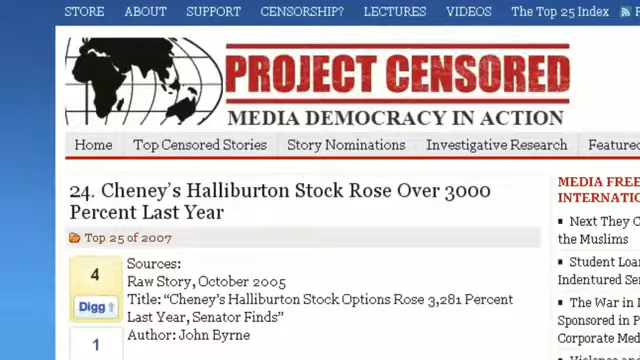 STORE ABOUT SUPPORT CENSORSHIP? LECTURES VIDEOS The Top 25 Index
PROJECT CENSORED
MEDIA DEMOCRACY IN ACTION
Home Top Censored Stories Story Nominations Investigative Research Featured
24. Cheney's Halliburton Stock Rose Over 3000
Percent Last Year
Top 25 of 2007
4
Digg
1
Sources:
Raw Story, October 2005
Title: “Cheney's Halliburton Stock Options Rose 3,281 Percent
Last Year, Senator Finds”
Author: John Byrne
MEDIA FREE
INTERNATIO
Next They C
the Muslims
Student Loa
Indentured Se
The War in I
Sponsored in P
Corporate Med